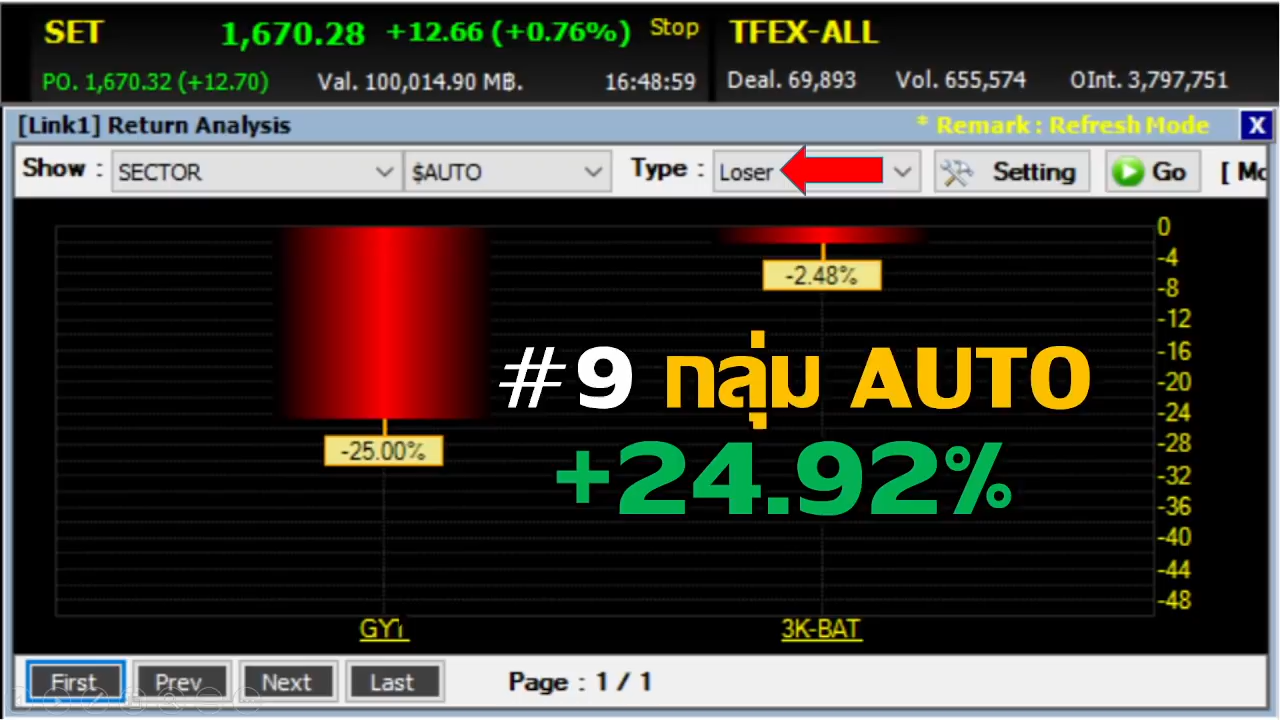 SET 1,670.28 +12.66 (+0.76%) Stop TFEX-ALL
PO. 1,670.32 (+12.70) Val. 100,014.90 MB. 16:48:59 Deal. 69,893 Vol. 655,574 OInt. 3,797,751
[Link1] Return Analysis * Remark : Refresh Mode X
Show : SECTOR $AUTO Type : Loser Setting Go [ Mo
0
-4
-2.48%
-8
-12
-16
#9 กลุ่ม AUTO
-20
-24
-28
-25.00%
+24.92%
-32
-36
-40
-44
-48
GYT 3K-BAT
First Prev Next Last Page : 1 / 1